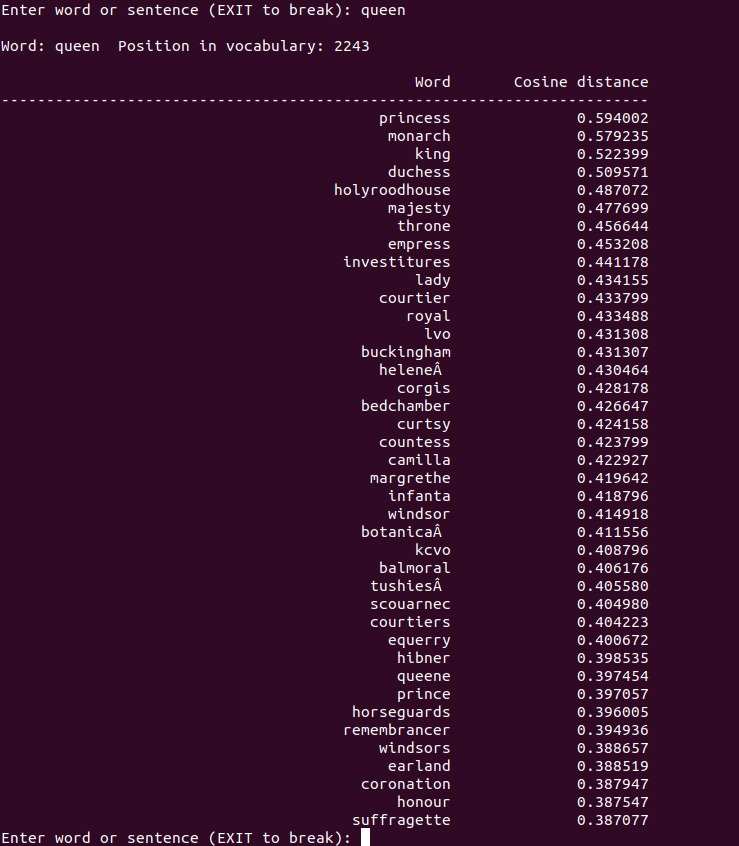 Enter word or sentence (EXIT to break): queen
Word: queen  Position in vocabulary: 2243
Word       Cosine distance
------------------------------------------------------------------------
princess              0.594002
monarch              0.579235
king              0.522399
duchess              0.509571
holyroodhouse              0.487072
majesty              0.477699
throne              0.456644
empress              0.453208
investitures              0.441178
lady              0.434155
courtier              0.433799
royal              0.433488
lvo              0.431308
buckingham              0.431307
heleneÂ               0.430464
corgis              0.428178
bedchamber              0.426647
curtsy              0.424158
countess              0.423799
camilla              0.422927
margrethe              0.419642
infanta              0.418796
windsor              0.414918
botanicaÂ               0.411556
kcvo              0.408796
balmoral              0.406176
tushiesÂ               0.405580
scouarnec              0.404980
courtiers              0.404223
equerry              0.400672
hibner              0.398535
queene              0.397454
prince              0.397057
horseguards              0.396005
remembrancer              0.394936
windsors              0.388657
earland              0.388519
coronation              0.387947
honour              0.387547
suffragette              0.387077
Enter word or sentence (EXIT to break):